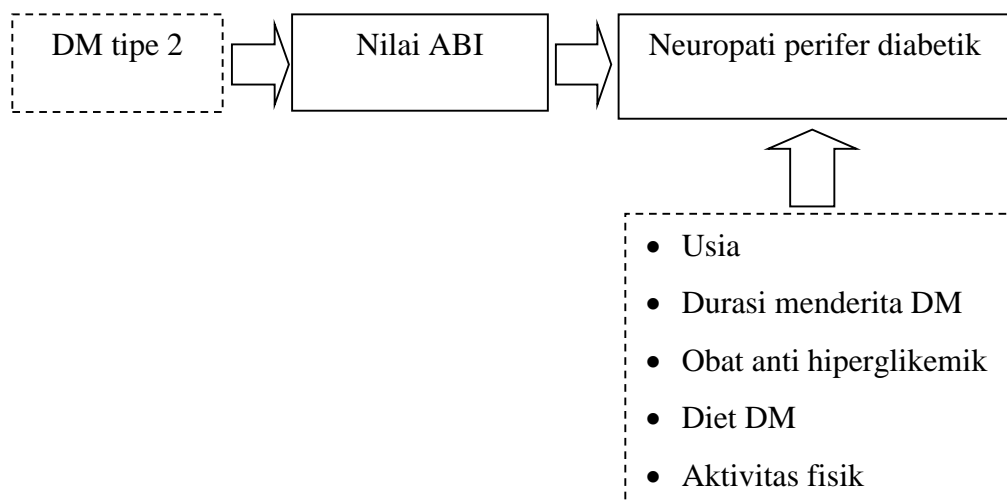 DM tipe 2
Nilai ABI
Neuropati perifer diabetik
• Usia
• Durasi menderita DM
• Obat anti hiperglikemik
• Diet DM
• Aktivitas fisik